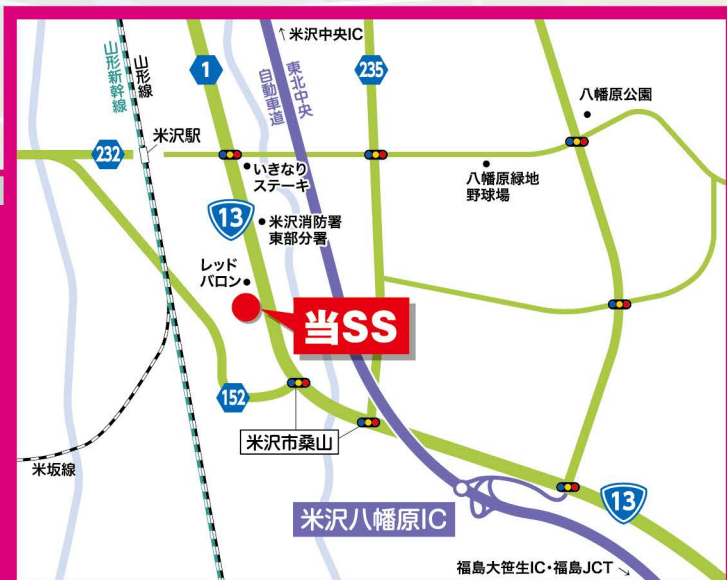 ↑米沢中央IC
山形新幹線
山形線
1
東北中央
自動車道
235
八幡原公園
米沢駅
232
いきなり
ステーキ
八幡原緑地
野球場
13
米沢消防署
東部分署
レッド
バロン
当SS
152
米沢市桑山
米坂線
米沢八幡原IC
13
福島大笹生IC・福島JCT